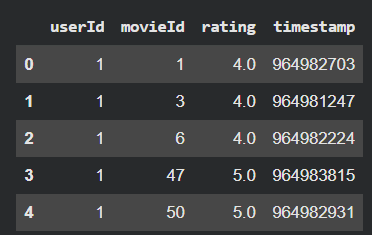 userId movieId rating timestamp
0 1 1 4.0 964982703
1 1 3 4.0 964981247
2 1 6 4.0 964982224
3 1 47 5.0 964983815
4 1 50 5.0 964982931